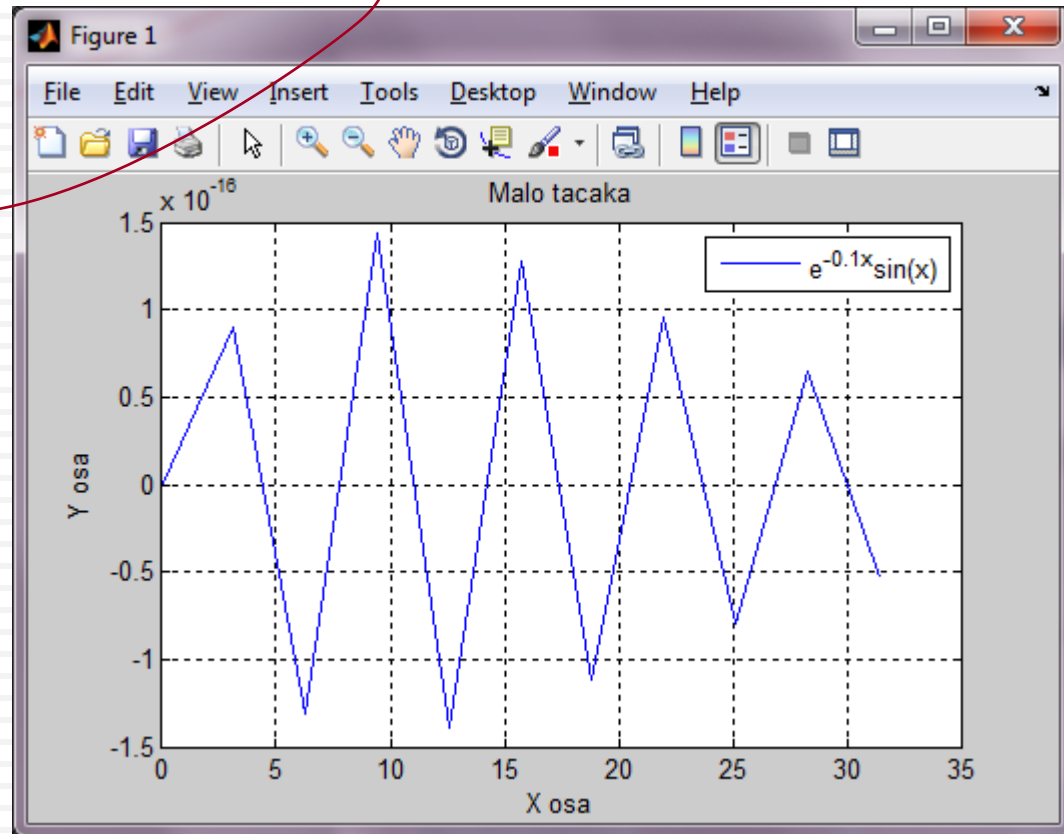 Figure 1
File Edit View Insert Tools Desktop Window Help
x 10^-16
Malo tacaka
e^-0.1x sin(x)
1.5
1
0.5
0
-0.5
-1
-1.5
Y osa
0 5 10 15 20 25 30 35
X osa